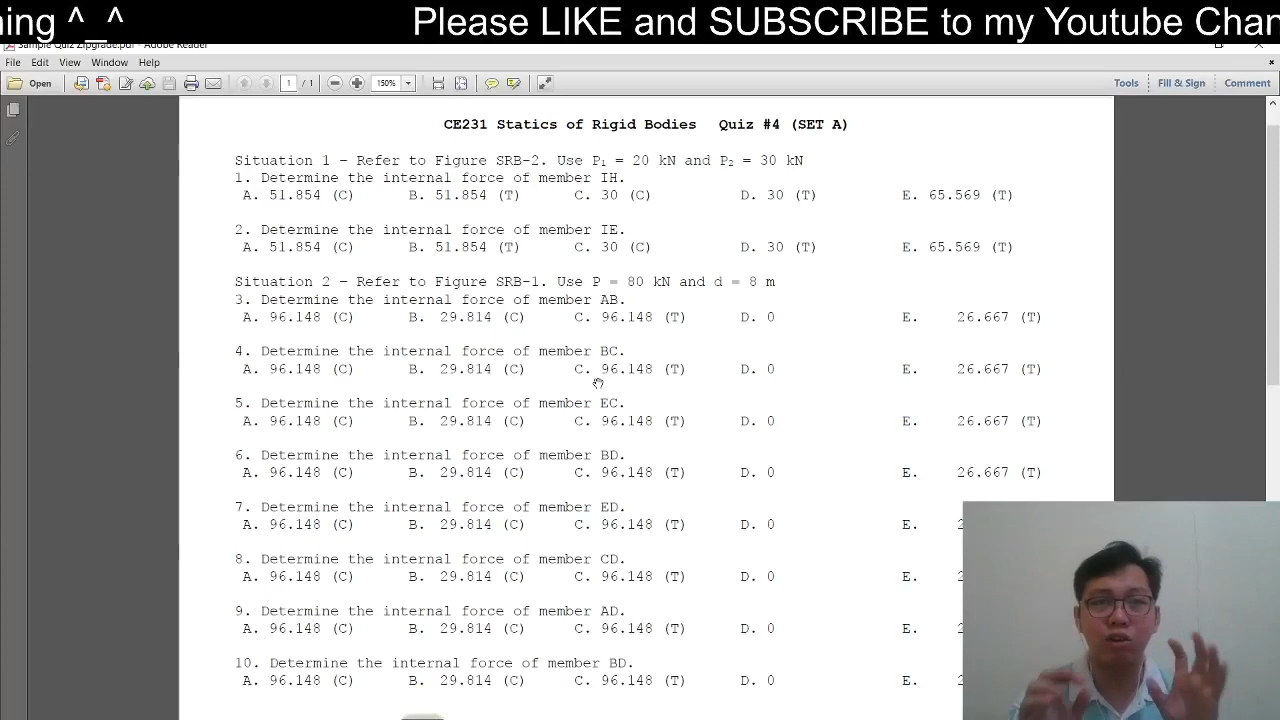 ning ^_^ Please LIKE and SUBSCRIBE to my Youtube Chan
Sample Quiz Zipgrade.pdf - Adobe Reader
File Edit View Window Help
Open 1 / 1 150% Tools Fill & Sign Comment
CE231 Statics of Rigid Bodies Quiz #4 (SET A)
Situation 1 – Refer to Figure SRB-2. Use P₁ = 20 kN and P₂ = 30 kN
1. Determine the internal force of member IH.
A. 51.854 (C) B. 51.854 (T) C. 30 (C) D. 30 (T) E. 65.569 (T)
2. Determine the internal force of member IE.
A. 51.854 (C) B. 51.854 (T) C. 30 (C) D. 30 (T) E. 65.569 (T)
Situation 2 – Refer to Figure SRB-1. Use P = 80 kN and d = 8 m
3. Determine the internal force of member AB.
A. 96.148 (C) B. 29.814 (C) C. 96.148 (T) D. 0 E. 26.667 (T)
4. Determine the internal force of member BC.
A. 96.148 (C) B. 29.814 (C) C. 96.148 (T) D. 0 E. 26.667 (T)
5. Determine the internal force of member EC.
A. 96.148 (C) B. 29.814 (C) C. 96.148 (T) D. 0 E. 26.667 (T)
6. Determine the internal force of member BD.
A. 96.148 (C) B. 29.814 (C) C. 96.148 (T) D. 0 E. 26.667 (T)
7. Determine the internal force of member ED.
A. 96.148 (C) B. 29.814 (C) C. 96.148 (T) D. 0 E.
8. Determine the internal force of member CD.
A. 96.148 (C) B. 29.814 (C) C. 96.148 (T) D. 0 E.
9. Determine the internal force of member AD.
A. 96.148 (C) B. 29.814 (C) C. 96.148 (T) D. 0 E.
10. Determine the internal force of member BD.
A. 96.148 (C) B. 29.814 (C) C. 96.148 (T) D. 0 E.